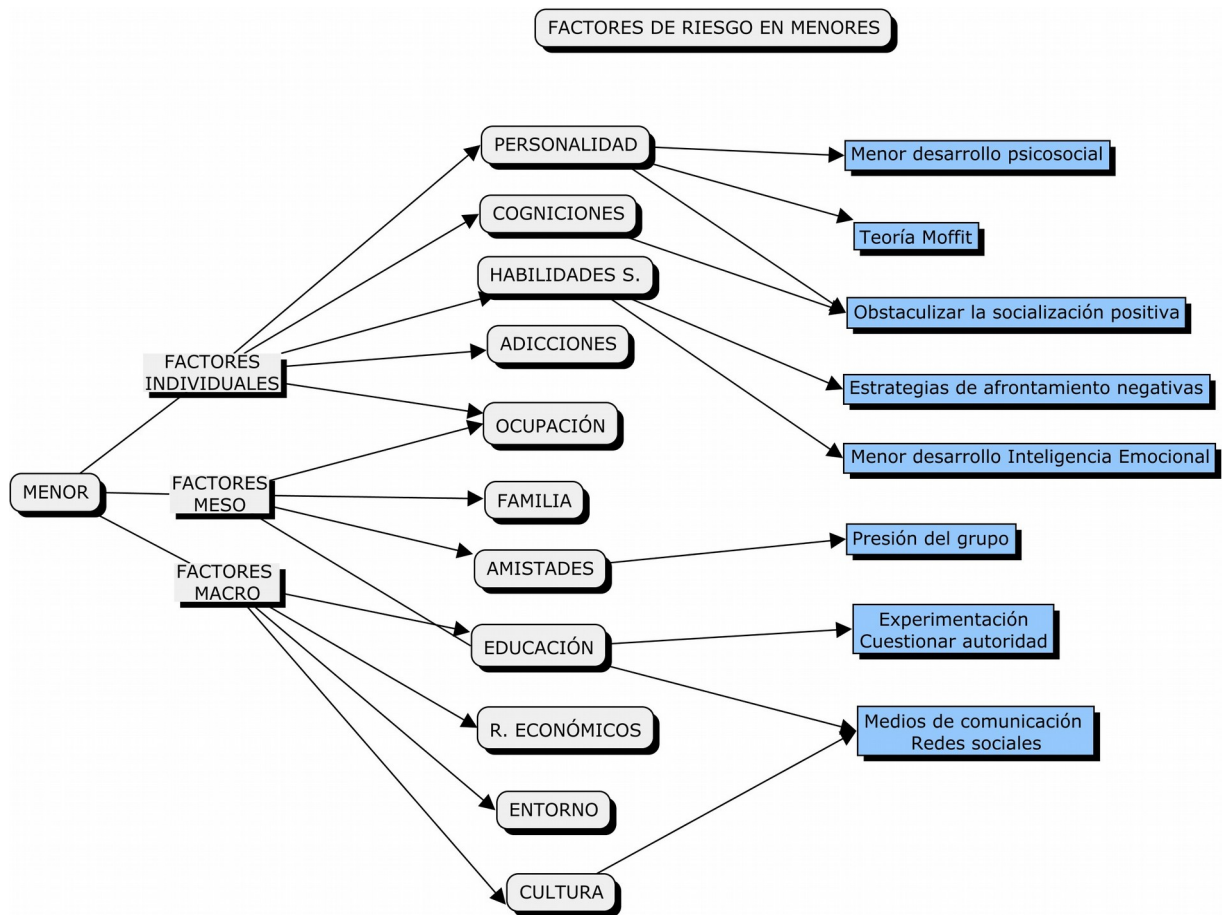 FACTORES DE RIESGO EN MENORES
PERSONALIDAD
Menor desarrollo psicosocial
COGNICIONES
Teoría Moffit
HABILIDADES S.
Obstaculizar la socialización positiva
ADICCIONES
FACTORES
INDIVIDUALES
Estrategias de afrontamiento negativas
OCUPACIÓN
Menor desarrollo Inteligencia Emocional
MENOR
FACTORES
MESO
FAMILIA
Presión del grupo
AMISTADES
FACTORES
MACRO
Experimentación
Cuestionar autoridad
EDUCACIÓN
R. ECONÓMICOS
Medios de comunicación
Redes sociales
ENTORNO
CULTURA